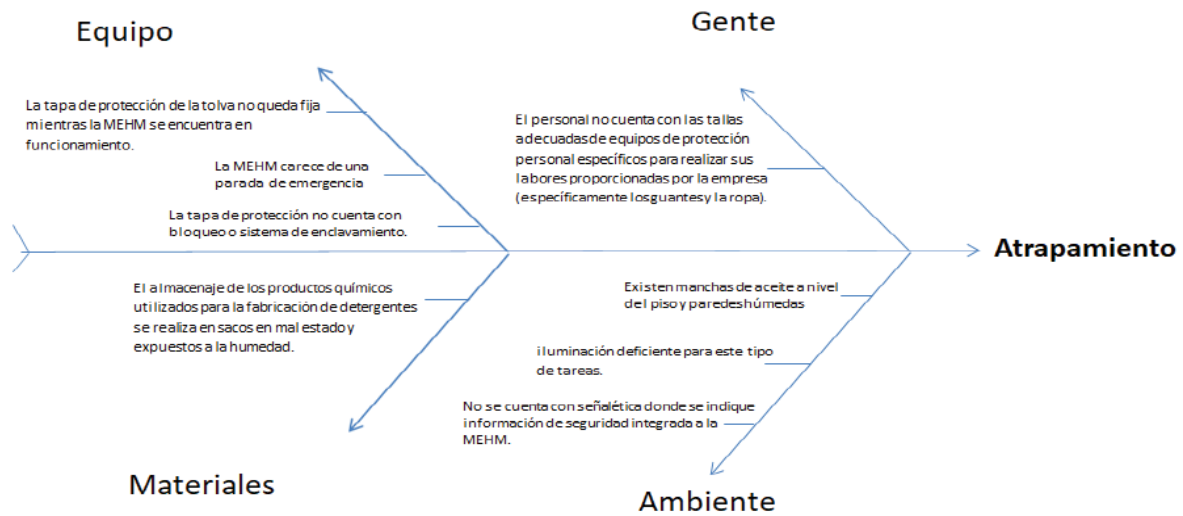 Equipo
Gente
La tapa de protección de la tolva no queda fija
mientras la MEHM se encuentra en
funcionamiento.
La MEHM carece de una
parada de emergencia
La tapa de protección no cuenta con
bloqueo o sistema de enclavamiento.
El personal no cuenta con las tallas
adecuadas de equipos de protección
personal específicos para realizar sus
labores proporcionadas por la empresa
(específicamente los guantes y la ropa).
Atrapamiento
El almacenaje de los productos químicos
utilizados para la fabricación de detergentes
se realiza en sacos en mal estado y
expuestos a la humedad.
Existen manchas de aceite a nivel
del piso y paredes húmedas
iluminación deficiente para este tipo
de tareas.
No se cuenta con señalética donde se indique
información de seguridad integrada a la
MEHM.
Materiales
Ambiente